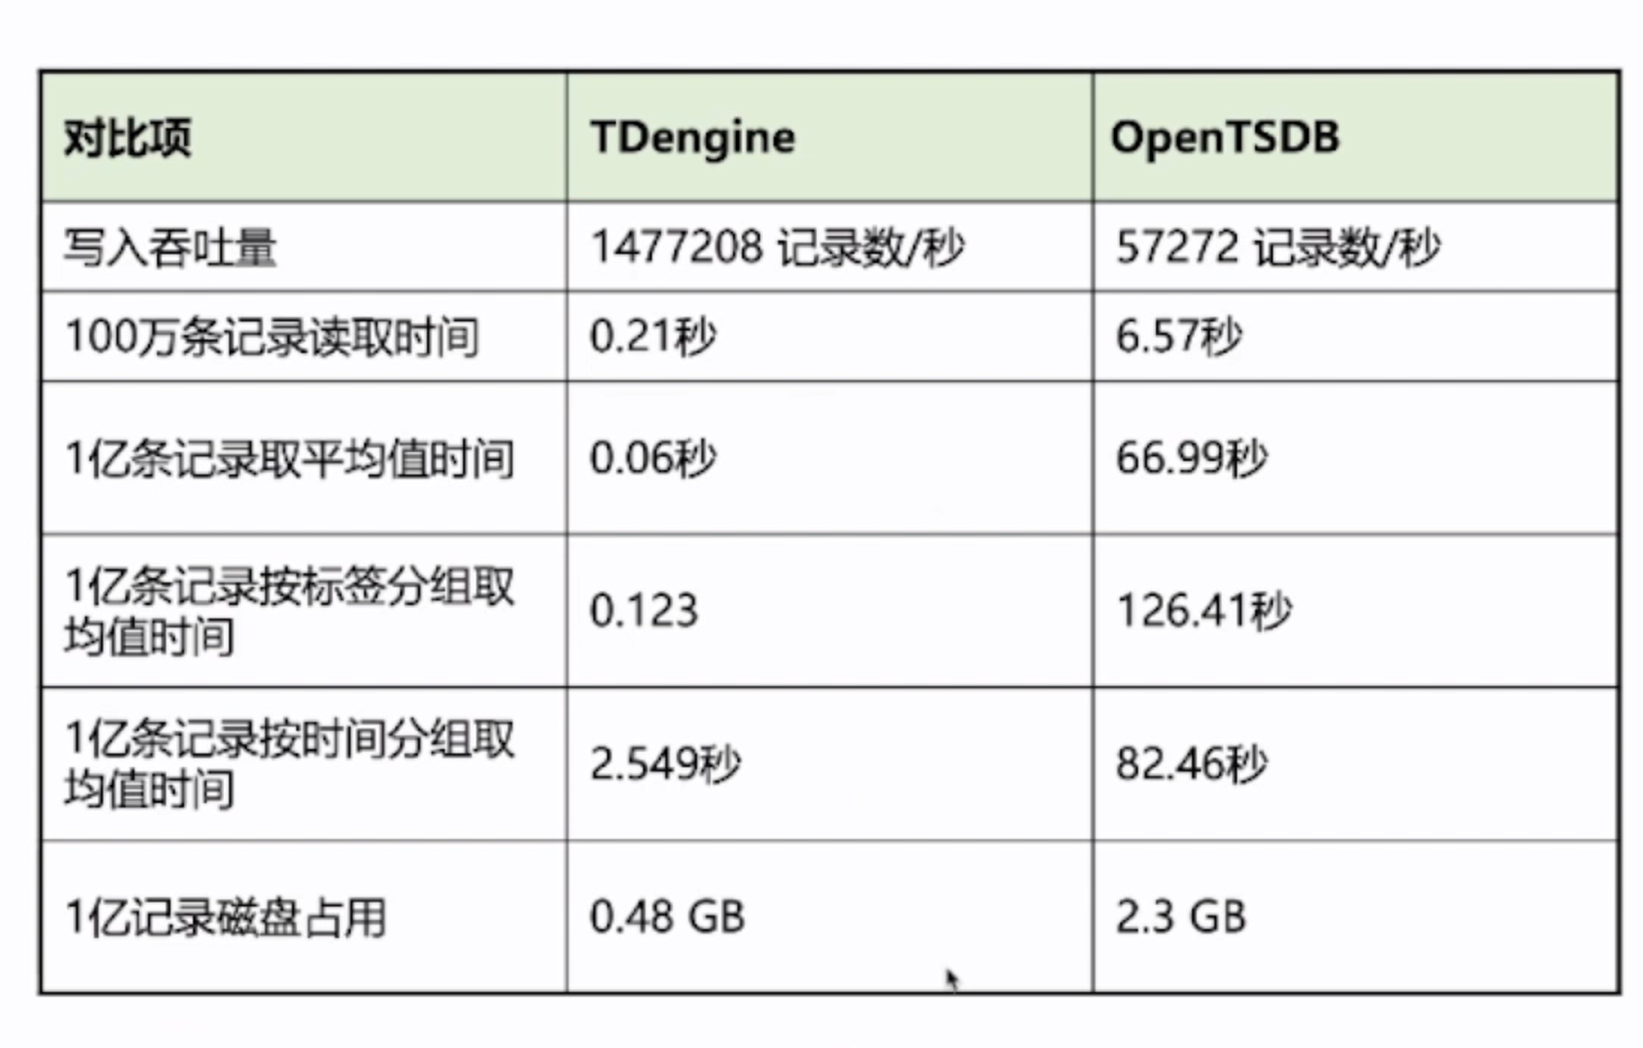 对比项 TDengine OpenTSDB
写入吞吐量 1477208 记录数/秒 57272 记录数/秒
100万条记录读取时间 0.21秒 6.57秒
1亿条记录取平均值时间 0.06秒 66.99秒
1亿条记录按标签分组取
均值时间 0.123 126.41秒
1亿条记录按时间分组取
均值时间 2.549秒 82.46秒
1亿记录磁盘占用 0.48 GB 2.3 GB